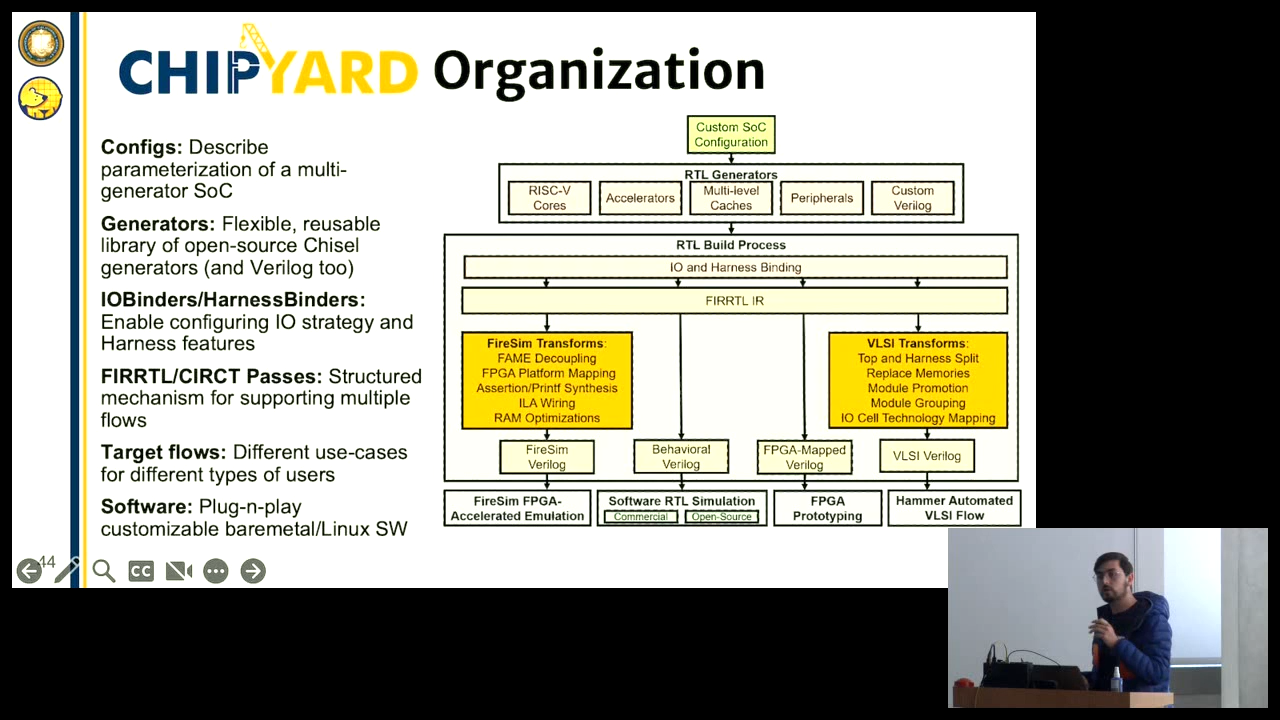 CHIPYARD Organization
Configs: Describe
parameterization of a multi-
generator SoC
Generators: Flexible, reusable
library of open-source Chisel
generators (and Verilog too)
IOBinders/HarnessBinders:
Enable configuring IO strategy and
Harness features
FIRRTL/CIRCT Passes: Structured
mechanism for supporting multiple
flows
Target flows: Different use-cases
for different types of users
Software: Plug-n-play
customizable baremetal/Linux SW
Custom SoC
Configuration
RTL Generators
RISC-V
Cores
Accelerators
Multi-level
Caches
Peripherals
Custom
Verilog
RTL Build Process
IO and Harness Binding
FIRRTL IR
FireSim Transforms:
FAME Decoupling
FPGA Platform Mapping
Assertion/Printf Synthesis
ILA Wiring
RAM Optimizations
VLSI Transforms:
Top and Harness Split
Replace Memories
Module Promotion
Module Grouping
IO Cell Technology Mapping
FireSim
Verilog
Behavioral
Verilog
FPGA-Mapped
Verilog
VLSI Verilog
FireSim FPGA-
Accelerated Emulation
Software RTL Simulation
Commercial
Open-Source
FPGA
Prototyping
Hammer Automated
VLSI Flow
44
CC